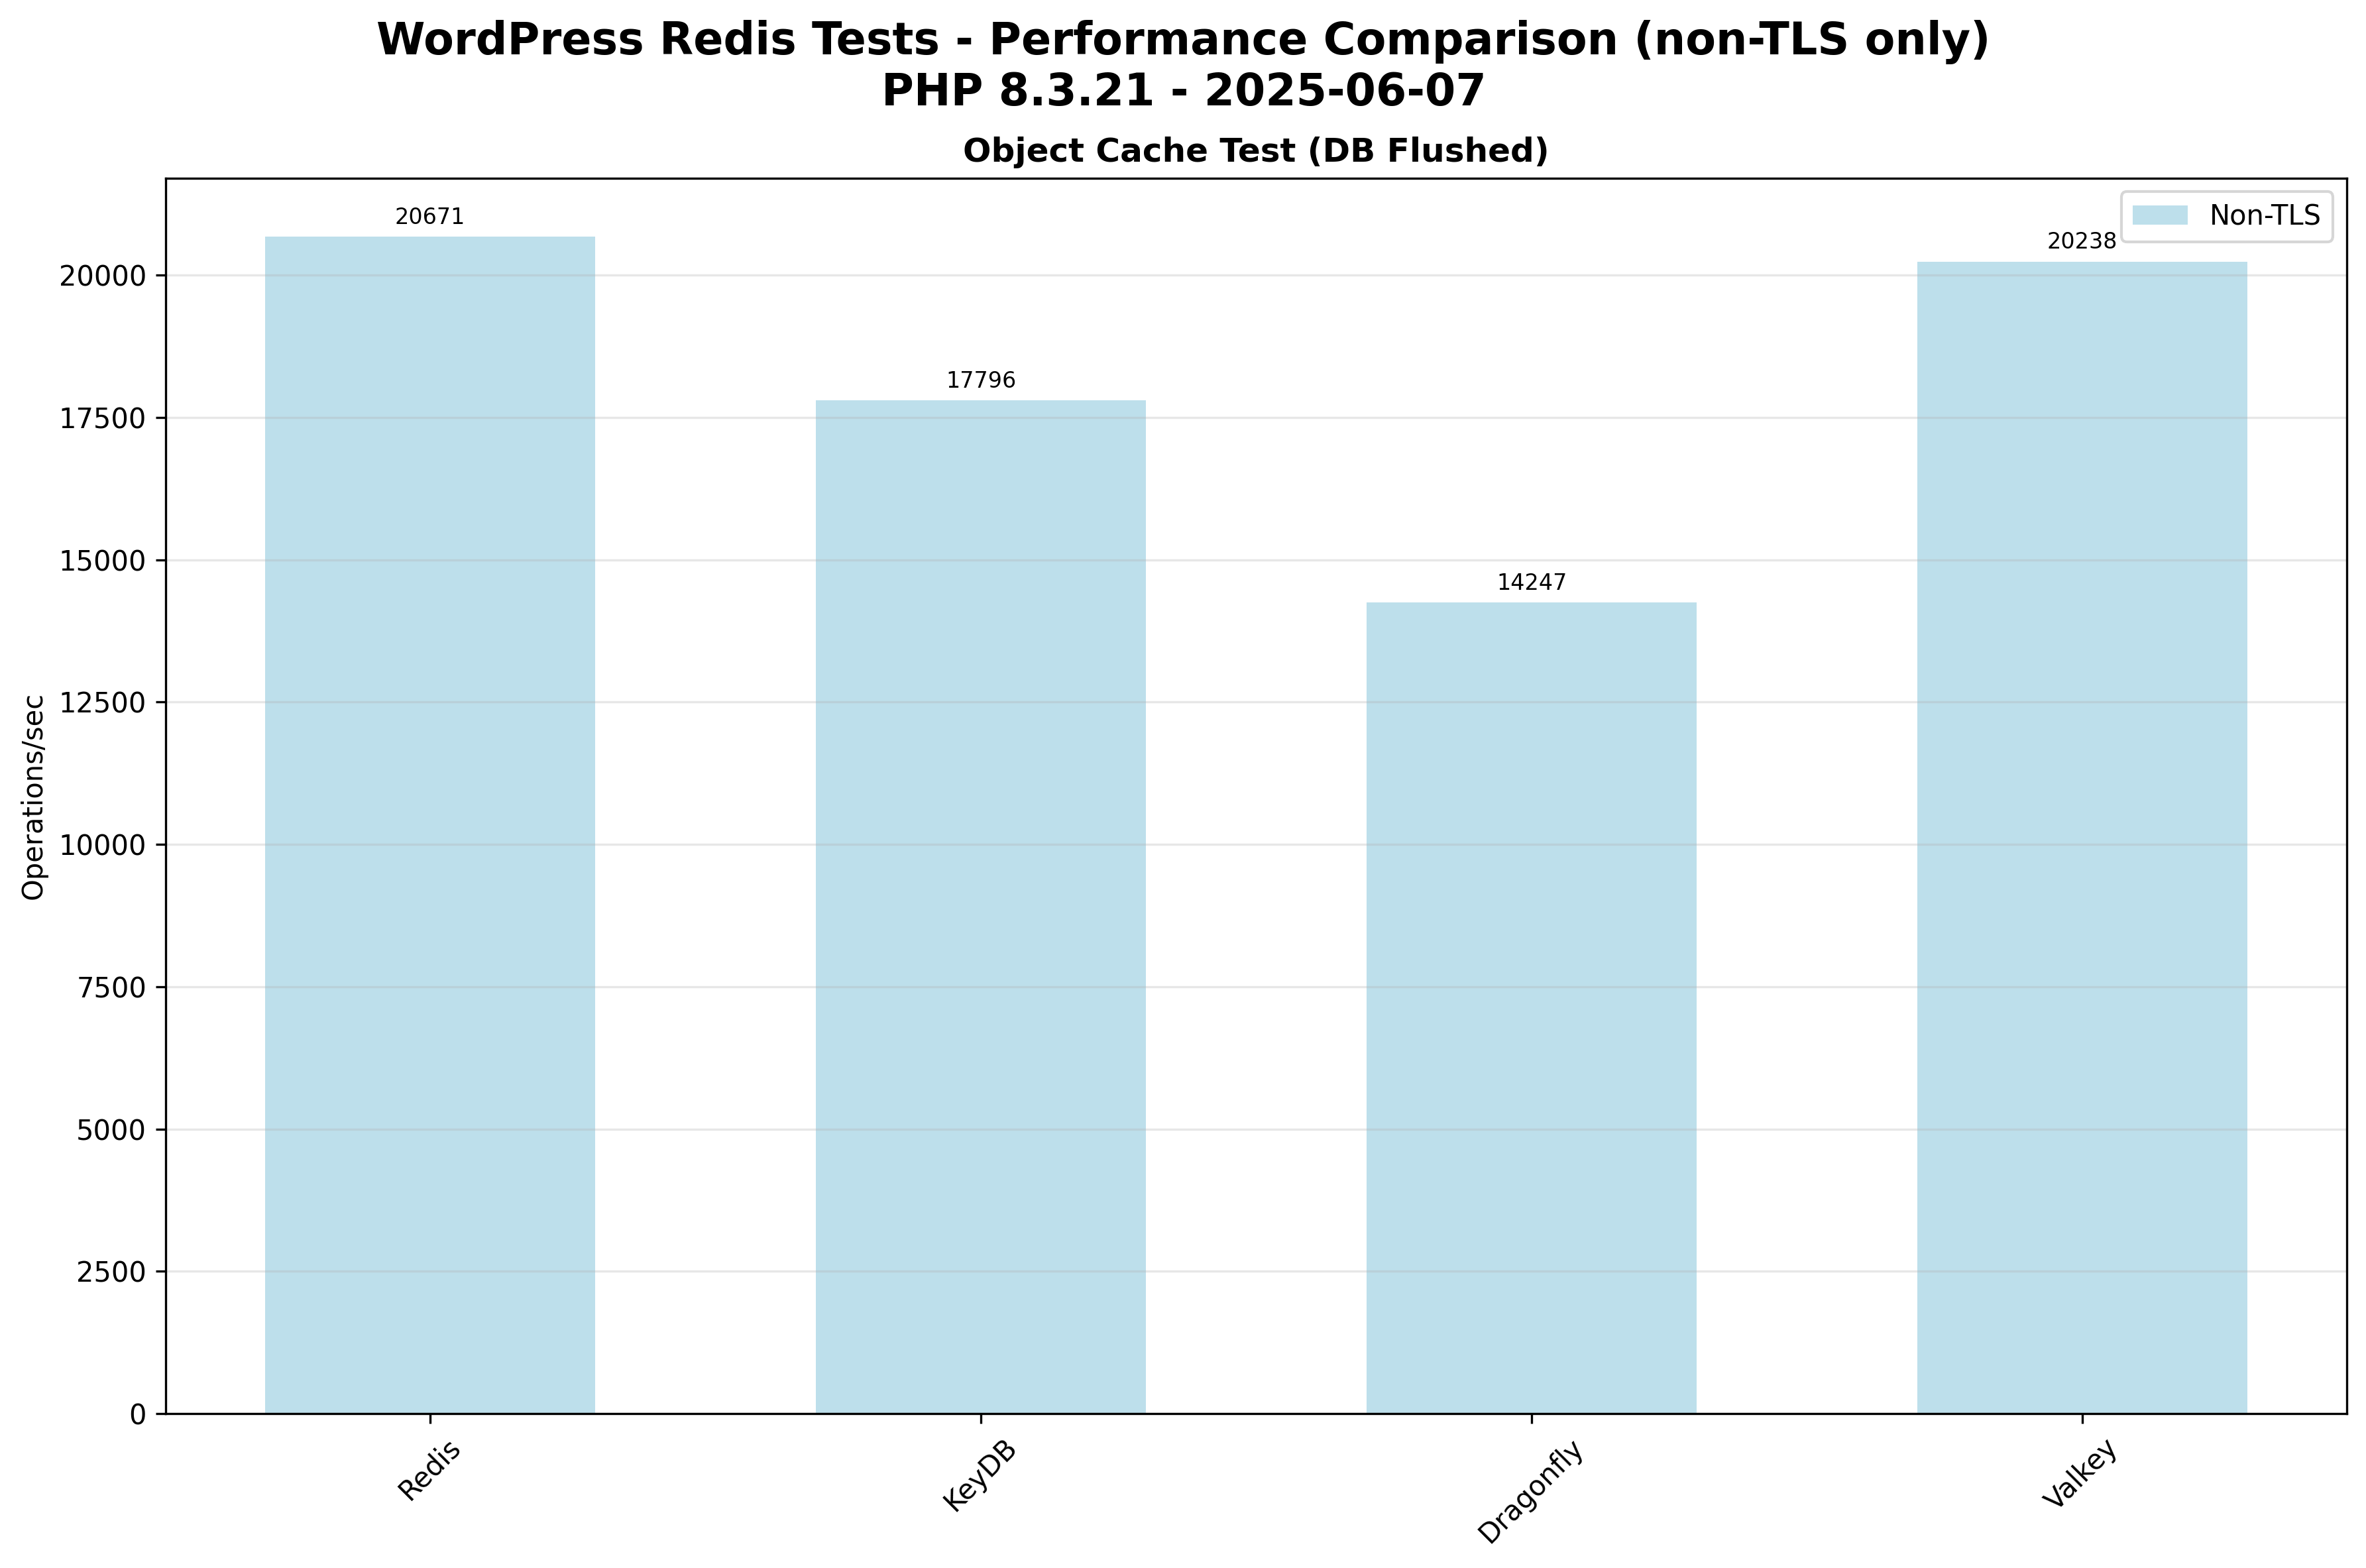 WordPress Redis Tests - Performance Comparison (non-TLS only)
PHP 8.3.21 - 2025-06-07
Object Cache Test (DB Flushed)
Non-TLS
20671
17796
14247
20238
Operations/sec
20000
17500
15000
12500
10000
7500
5000
2500
0
Redis
KeyDB
Dragonfly
Valkey